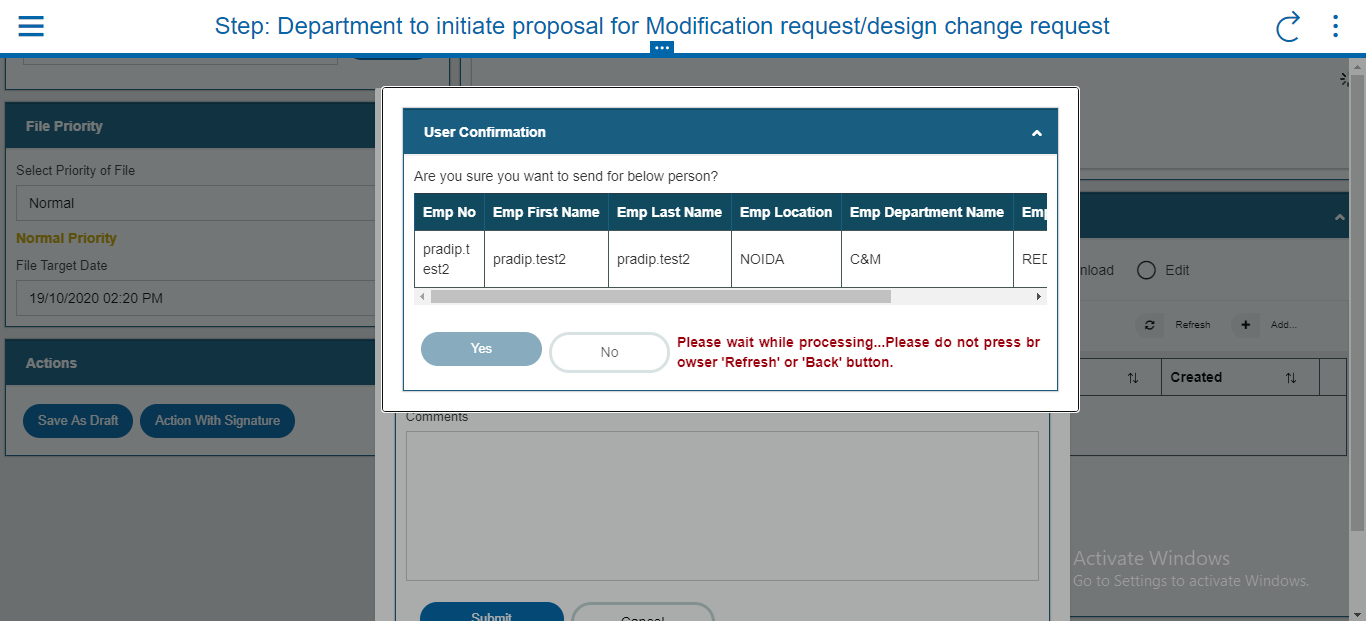 Step: Department to initiate proposal for Modification request/design change request
File Priority
Select Priority of File
Normal
Normal Priority
File Target Date
19/10/2020 02:20 PM
Actions
Save As Draft
Action With Signature
User Confirmation
Are you sure you want to send for below person?
Emp No Emp First Name Emp Last Name Emp Location Emp Department Name Emp
pradip.t
est2 pradip.test2 pradip.test2 NOIDA C&M RED
Yes
No
Please wait while processing...Please do not press br
owser 'Refresh' or 'Back' button.
Comments
Submit
Cancel
nload Edit
Refresh Add...
Created
Activate Windows
Go to Settings to activate Windows.